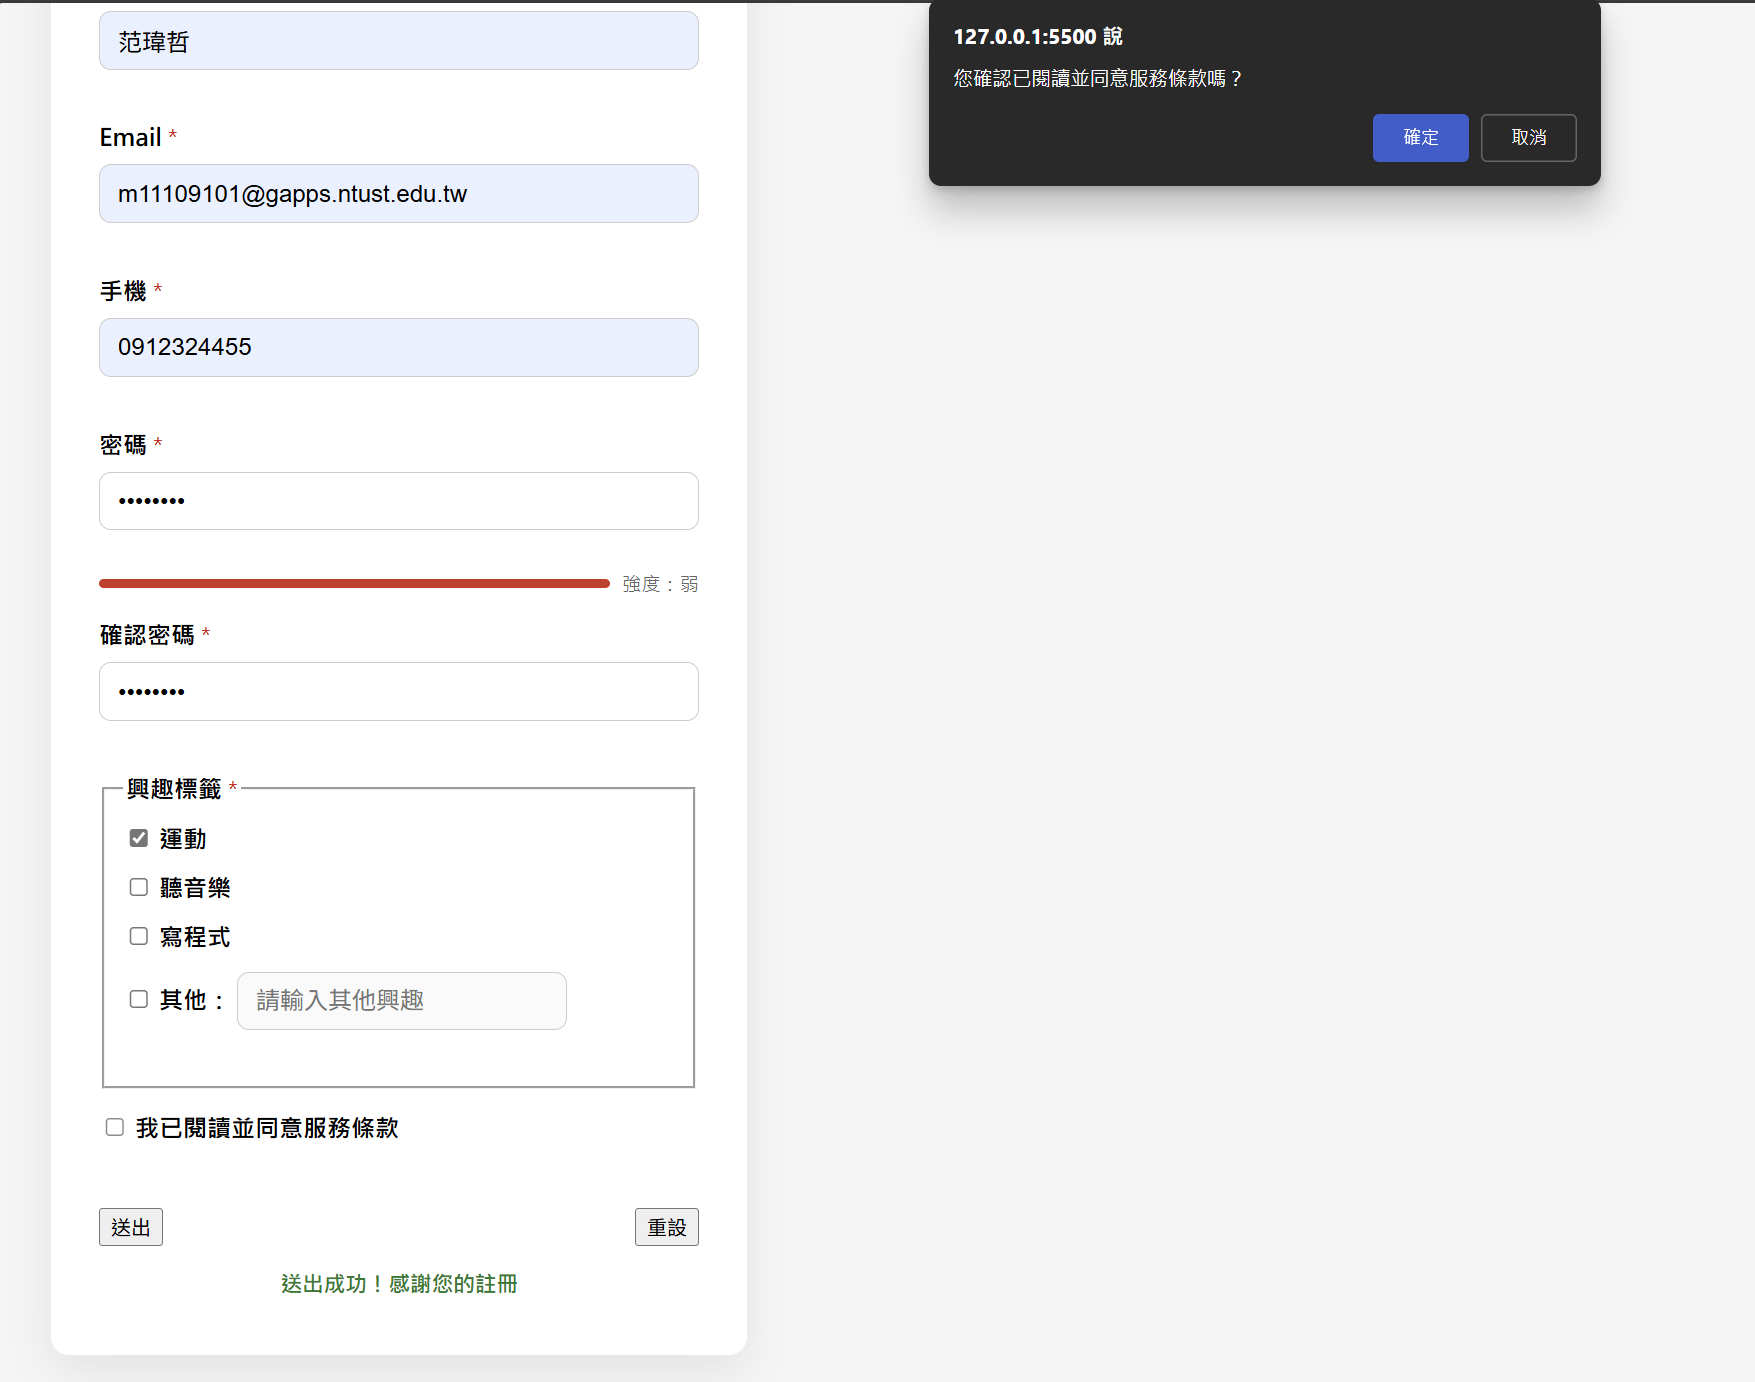 127.0.0.1:5500 說
您確認已閱讀並同意服務條款嗎？
確定
取消
范瑋哲
Email *
m11109101@gapps.ntust.edu.tw
手機 *
0912324455
密碼 *
••••••••
強度：弱
確認密碼 *
••••••••
興趣標籤 *
運動
聽音樂
寫程式
其他： 請輸入其他興趣
我已閱讀並同意服務條款
送出
重設
送出成功！感謝您的註冊